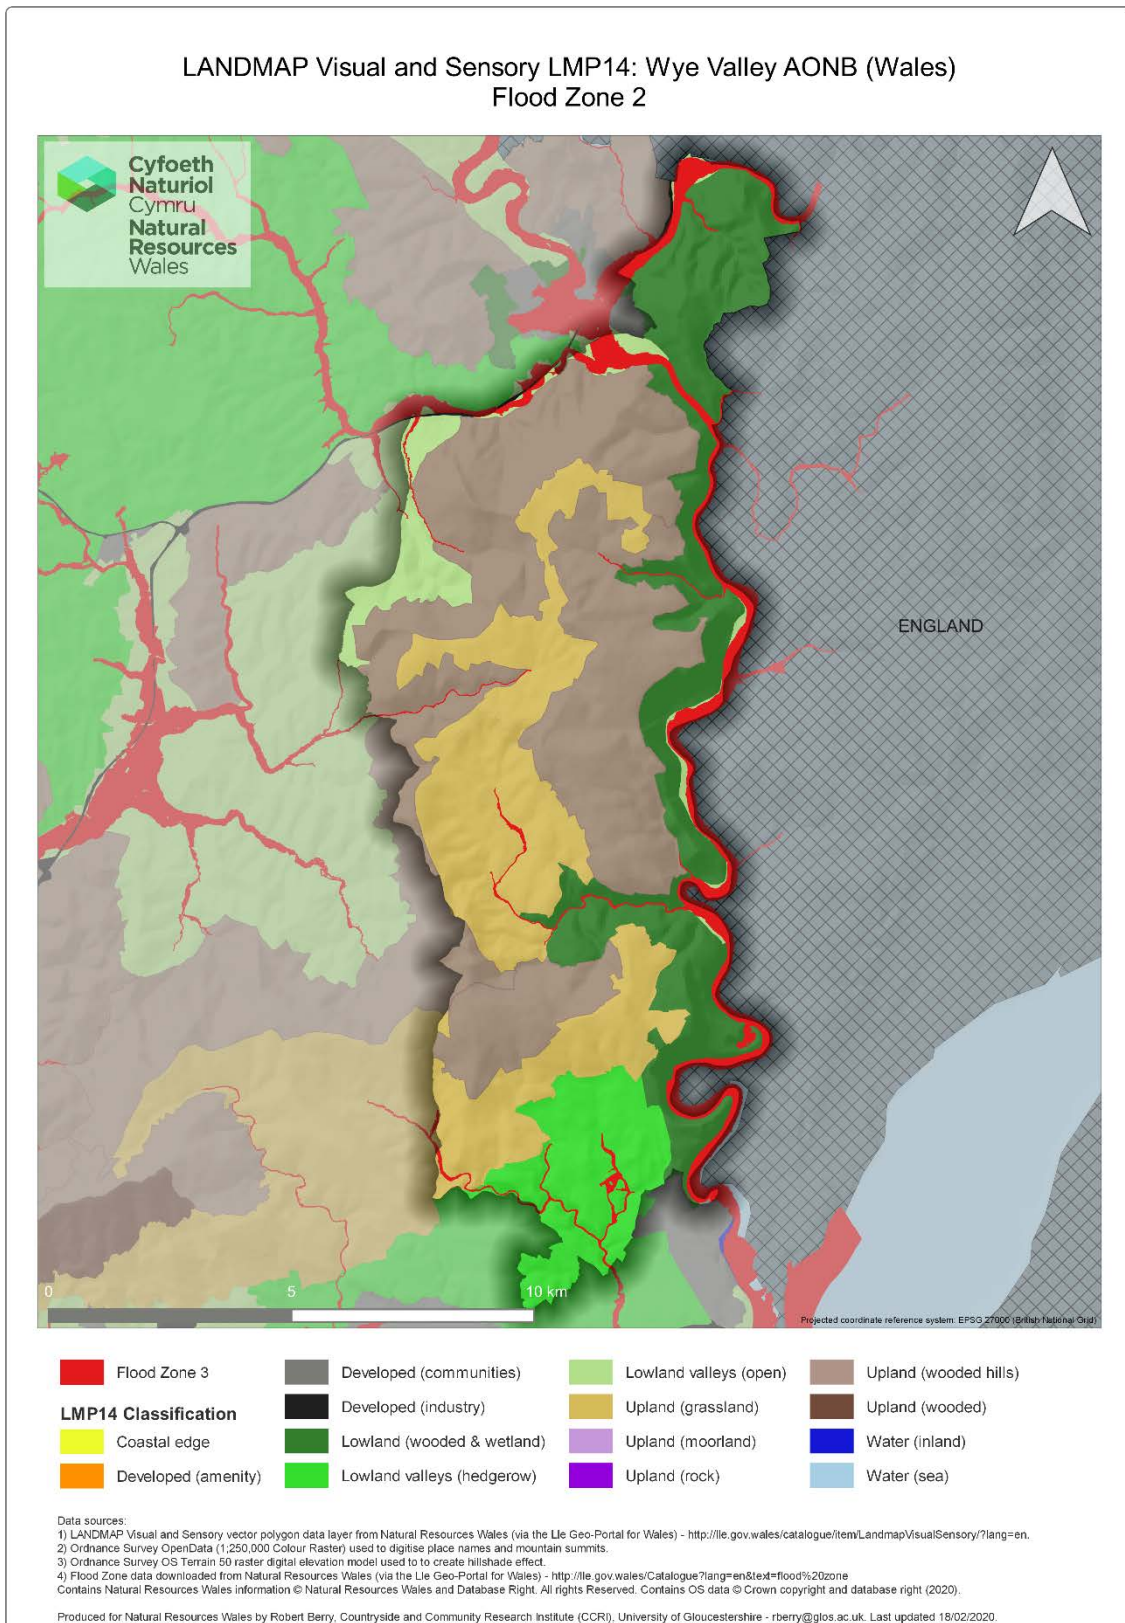 LANDMAP Visual and Sensory LMP14: Wye Valley AONB (Wales)
Flood Zone 2
Cyfoeth
Naturiol
Cymru
Natural
Resources
Wales
ENGLAND
0 5 10 km
Projected coordinate reference system: EPSG 27000 (British National Grid)
Flood Zone 3
LMP14 Classification
Coastal edge
Developed (amenity)
Developed (communities)
Developed (industry)
Lowland (wooded & wetland)
Lowland valleys (hedgerow)
Lowland valleys (open)
Upland (grassland)
Upland (moorland)
Upland (rock)
Upland (wooded hills)
Upland (wooded)
Water (inland)
Water (sea)
Data sources:
1) LANDMAP Visual and Sensory vector polygon data layer from Natural Resources Wales (via the Lle Geo-Portal for Wales) - http://lle.gov.wales/catalogue/item/LandmapVisualSensory/?lang=en.
2) Ordnance Survey OpenData (1;250,000 Colour Raster) used to digitise place names and mountain summits.
3) Ordnance Survey OS Terrain 50 raster digital elevation model used to to create hillshade effect.
4) Flood Zone data downloaded from Natural Resources Wales (via the Lle Geo-Portal for Wales) - http://lle.gov.wales/Catalogue?lang=en&text=flood%20zone
Contains Natural Resources Wales information © Natural Resources Wales and Database Right. All rights Reserved. Contains OS data © Crown copyright and database right (2020).
Produced for Natural Resources Wales by Robert Berry, Countryside and Community Research Institute (CCRI), University of Gloucestershire - rberry@glos.ac.uk. Last updated 18/02/2020.